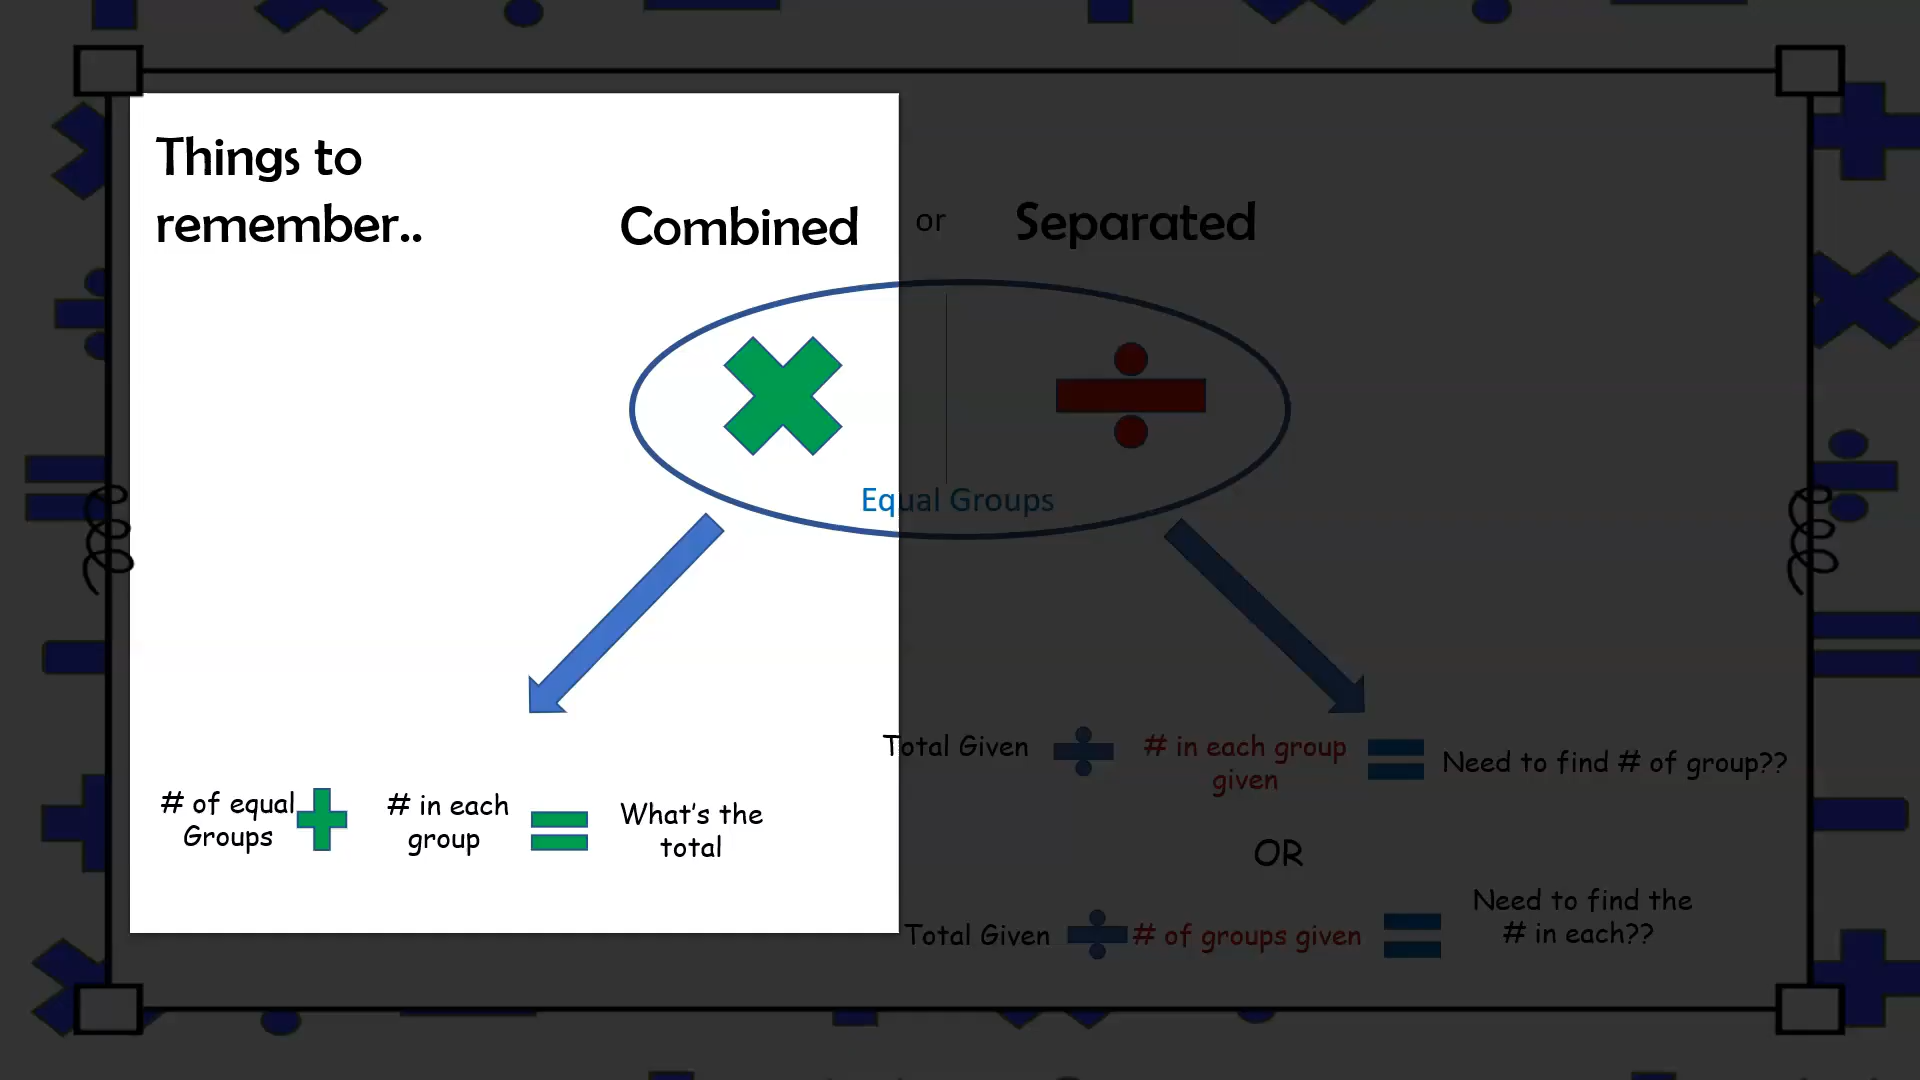 Things to
remember..
Combined or Separated
Equal Groups
# of equal
Groups
# in each
group
What's the
total
Total Given
# in each group
given
Need to find # of group??
OR
Total Given
# of groups given
Need to find the
# in each??